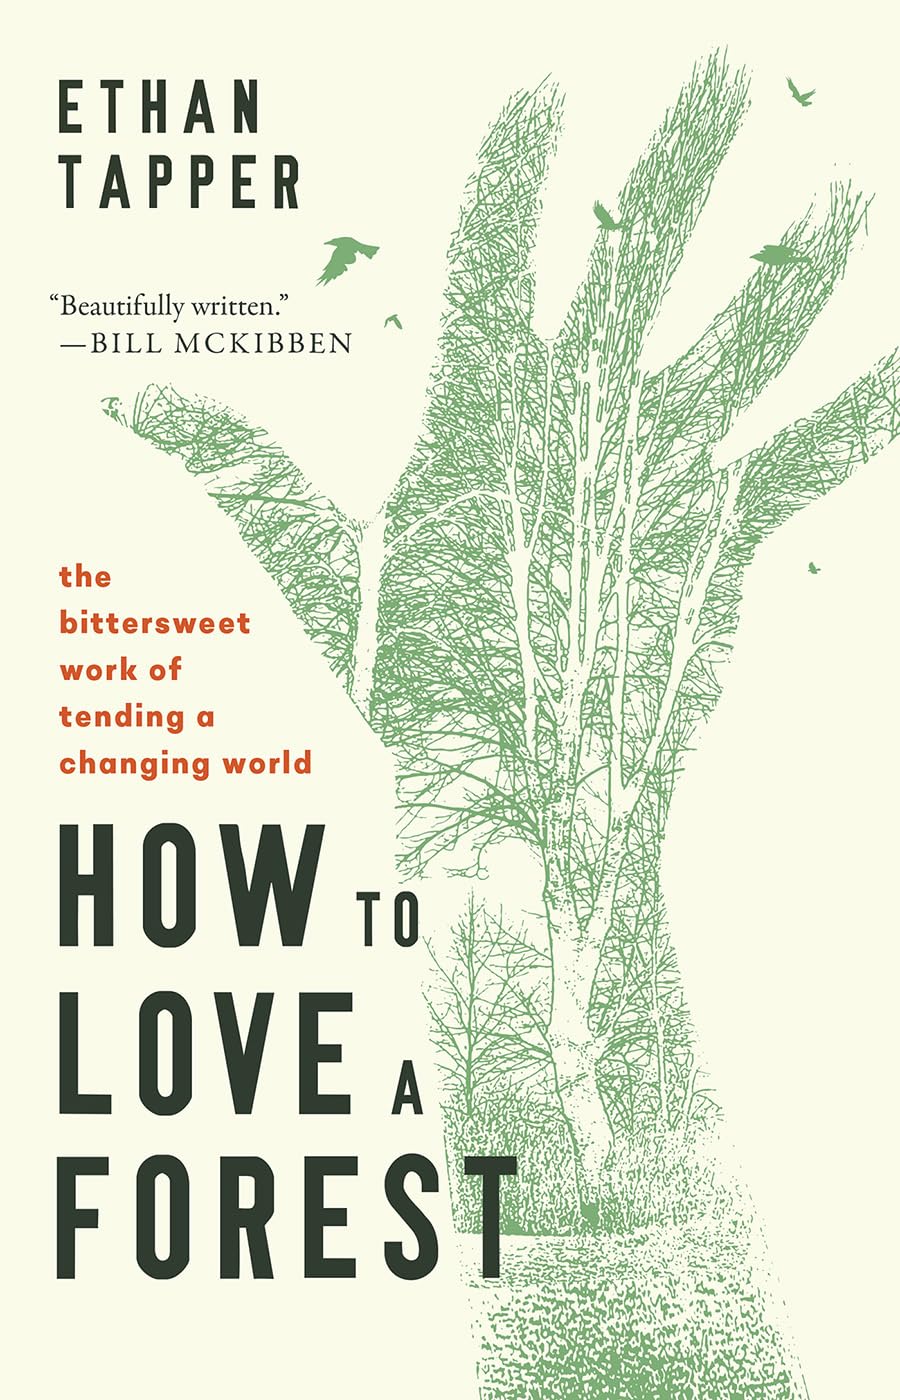 ETHAN
TAPPER
“Beautifully written.”
—BILL MCKIBBEN
the
bittersweet
work of
tending a
changing world
HOW TO
LOVE A
FOREST